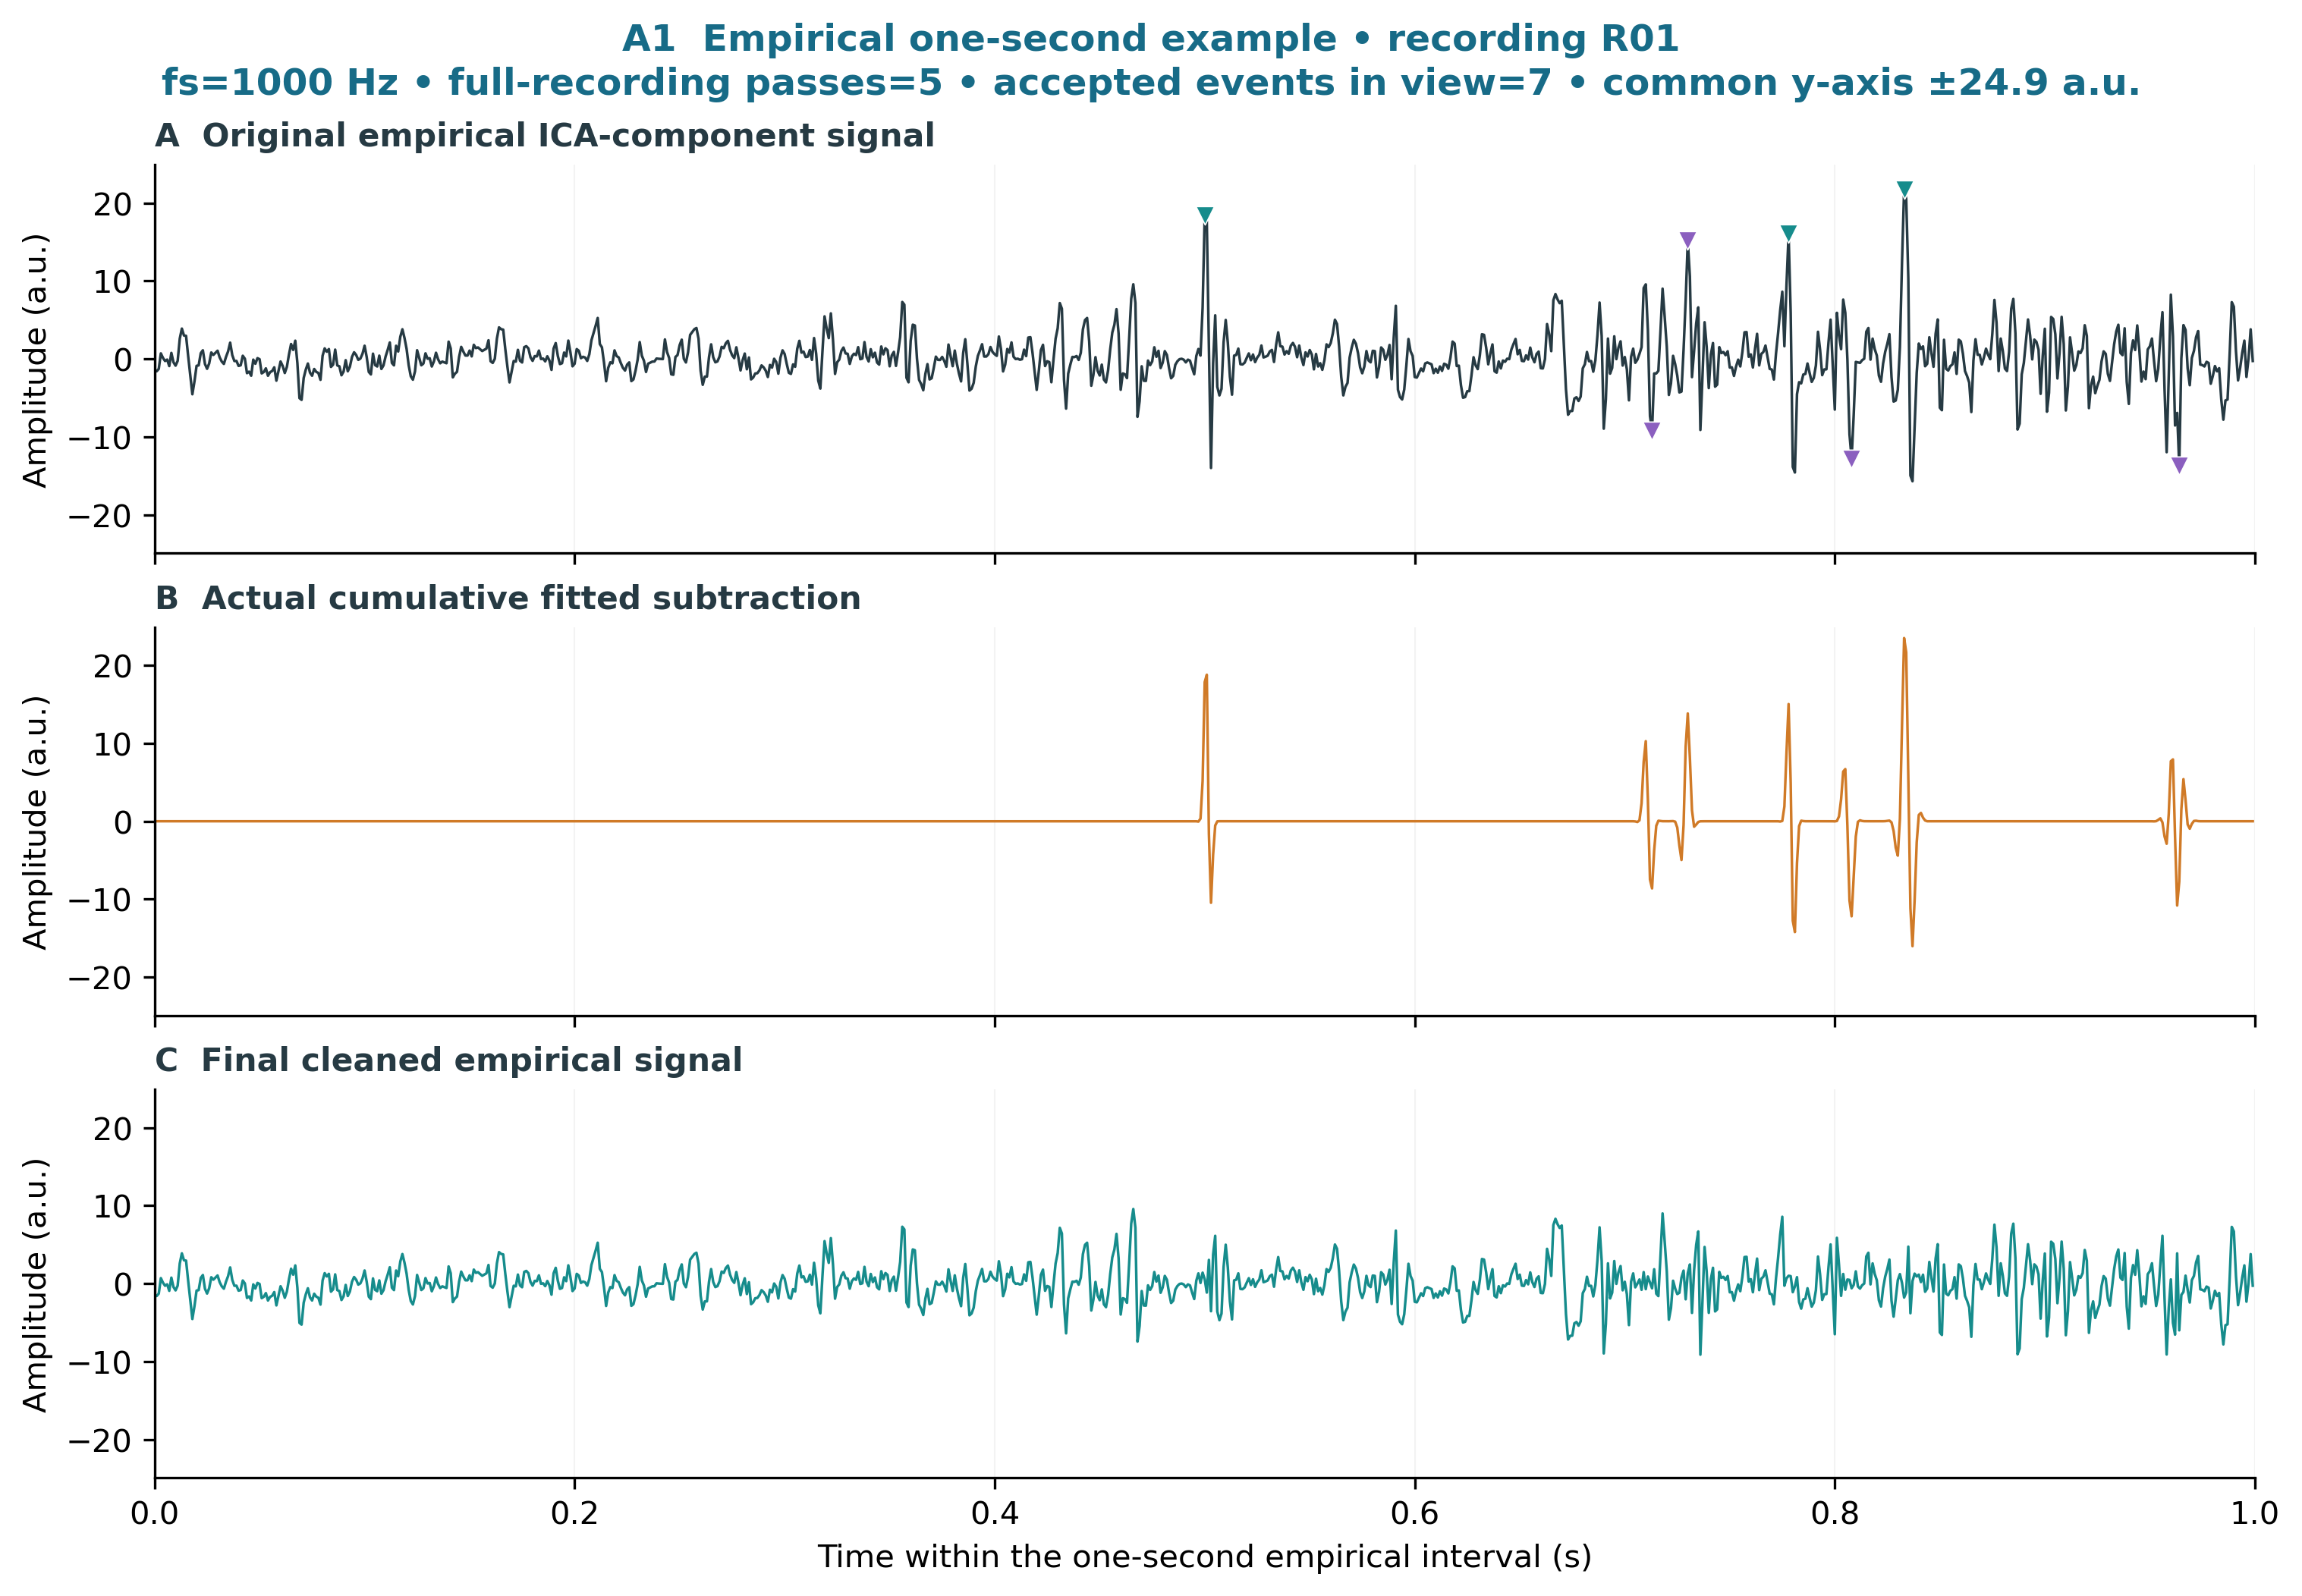 A1  Empirical one-second example • recording R01
fs=1000 Hz • full-recording passes=5 • accepted events in view=7 • common y-axis ±24.9 a.u.
A  Original empirical ICA-component signal
Amplitude (a.u.)
20
10
0
−10
−20
B  Actual cumulative fitted subtraction
Amplitude (a.u.)
20
10
0
−10
−20
C  Final cleaned empirical signal
Amplitude (a.u.)
20
10
0
−10
−20
0.0 0.2 0.4 0.6 0.8 1.0
Time within the one-second empirical interval (s)